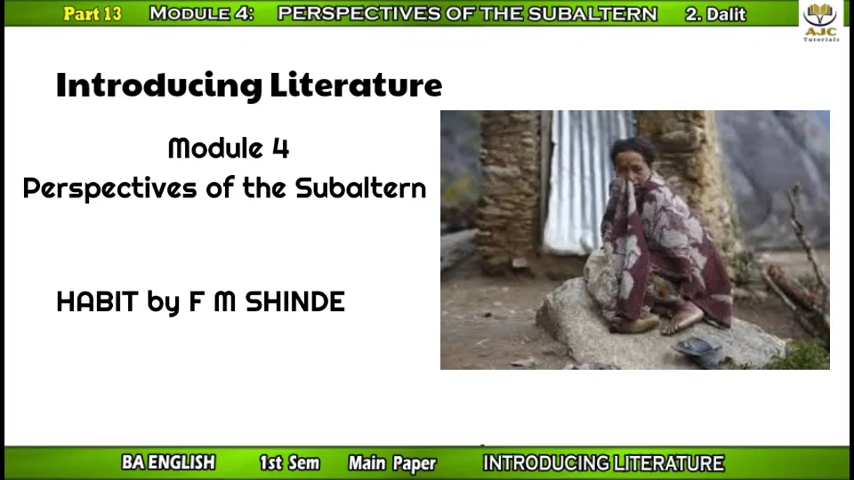 Part 13 MODULE 4: PERSPECTIVES OF THE SUBALTERN 2. Dalit
AJC
Tutorials
Introducing Literature
Module 4
Perspectives of the Subaltern
HABIT by F M SHINDE
BA ENGLISH 1st Sem Main Paper INTRODUCING LITERATURE